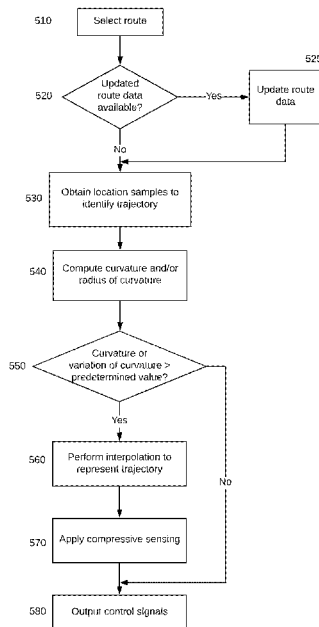 510
Select route
520
Updated
route data
available?
Yes
525
Update route
data
No
530
Obtain location samples to
identify trajectory
540
Compute curvature and/or
radius of curvature
550
Curvature or
variation of curvature >
predetermined value?
Yes
No
560
Perform interpolation to
represent trajectory
570
Apply compressive sensing
580
Output control signals